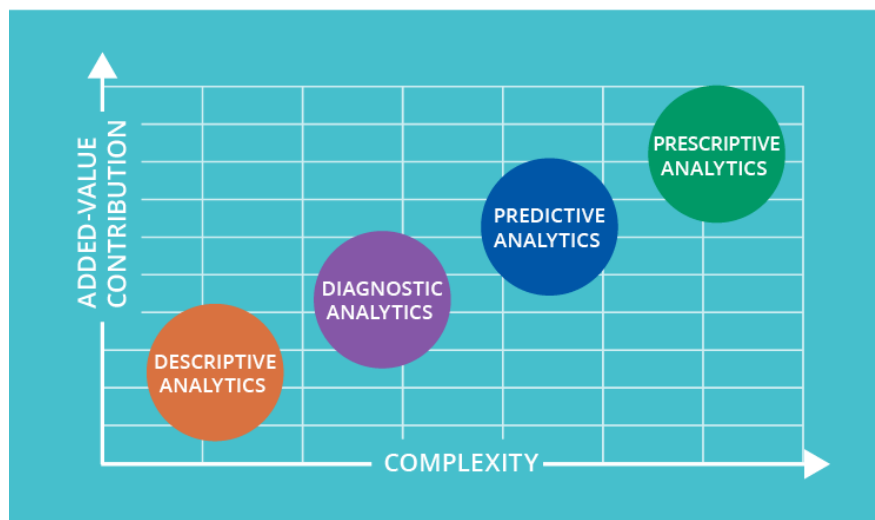 ADDED-VALUE
CONTRIBUTION
PRESCRIPTIVE
ANALYTICS
PREDICTIVE
ANALYTICS
DIAGNOSTIC
ANALYTICS
DESCRIPTIVE
ANALYTICS
COMPLEXITY